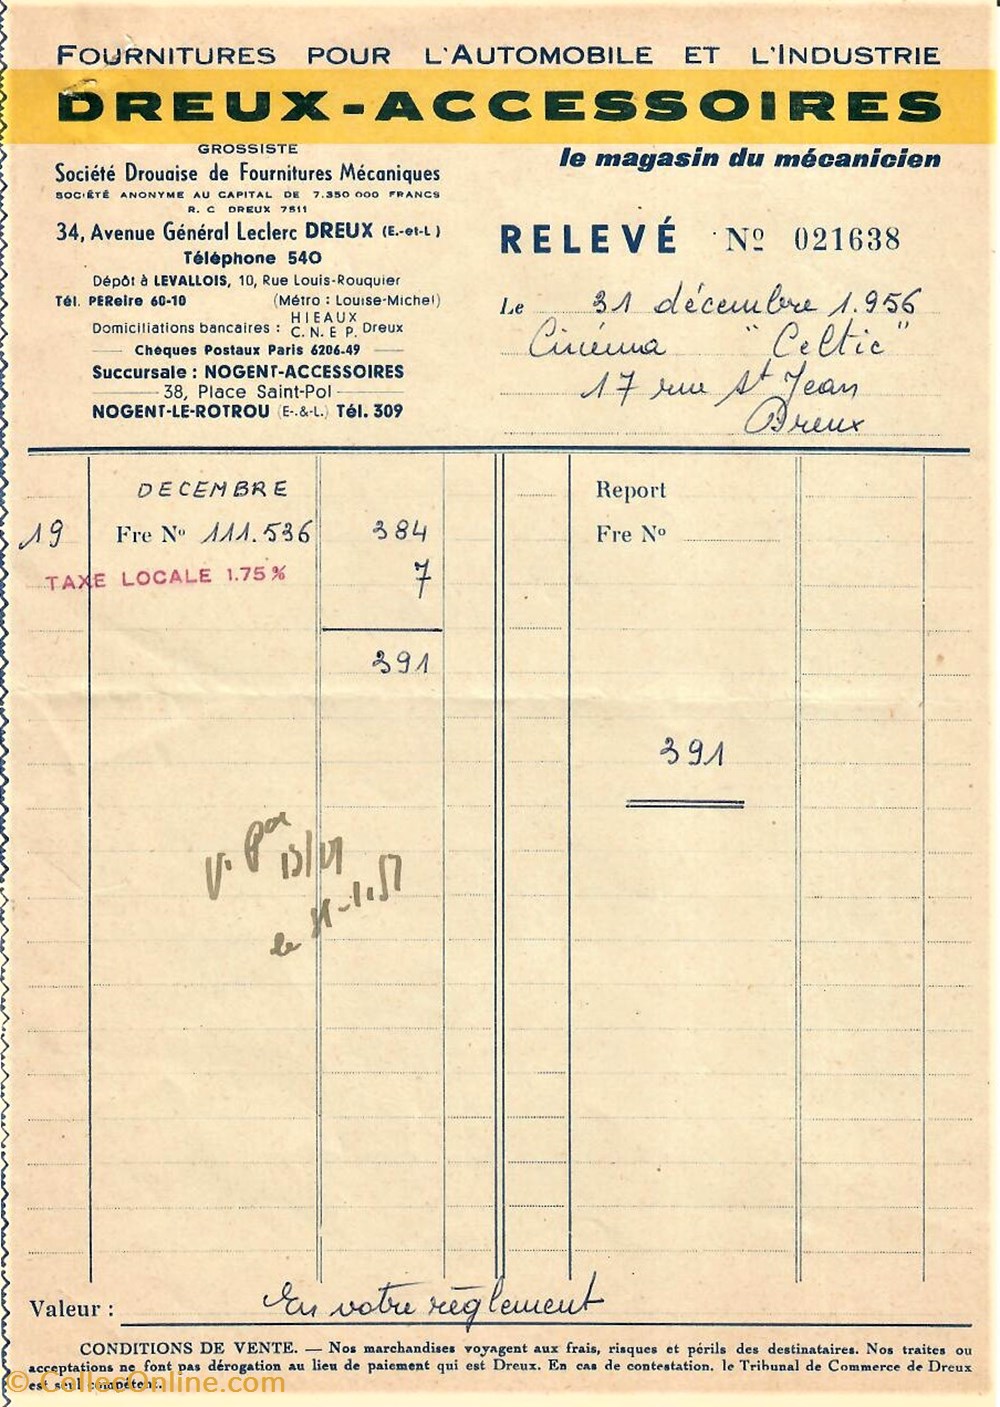 FOURNITURES POUR L'AUTOMOBILE ET L'INDUSTRIE
DREUX-ACCESSOIRES
GROSSISTE
le magasin du mécanicien
Société Drouaise de Fournitures Mécaniques
SOCIÉTÉ ANONYME AU CAPITAL DE 7.350 000 FRANCS
R. C DREUX 7511
34, Avenue Général Leclerc DREUX (E.-et-L)
Téléphone 540
Dépôt à LEVALLOIS, 10, Rue Louis-Rouquier
Tél. PEReire 60-10 (Métro : Louise-Michel)
Domiciliations bancaires : HIEAUX
C. N. E P. Dreux
Chèques Postaux Paris 6206-49
Succursale : NOGENT-ACCESSOIRES
38, Place Saint-Pol
NOGENT-LE-ROTROU (E-.&-L.) Tél. 309
RELEVÉ No 021638
Le 31 décembre 1.956
Cinéma "Celtic"
17 rue St Jean
Dreux
DECEMBRE
19 Fre No 111.536 384
TAXE LOCALE 1.75% 7
391
Report
Fre No
391
le
Valeur : En votre règlement
CONDITIONS DE VENTE. — Nos marchandises voyagent aux frais, risques et périls des destinataires. Nos traites ou
acceptations ne font pas dérogation au lieu de paiement qui est Dreux. En cas de contestation. le Tribunal de Commerce de Dreux
est seul compétent.
© CollecOnline.com